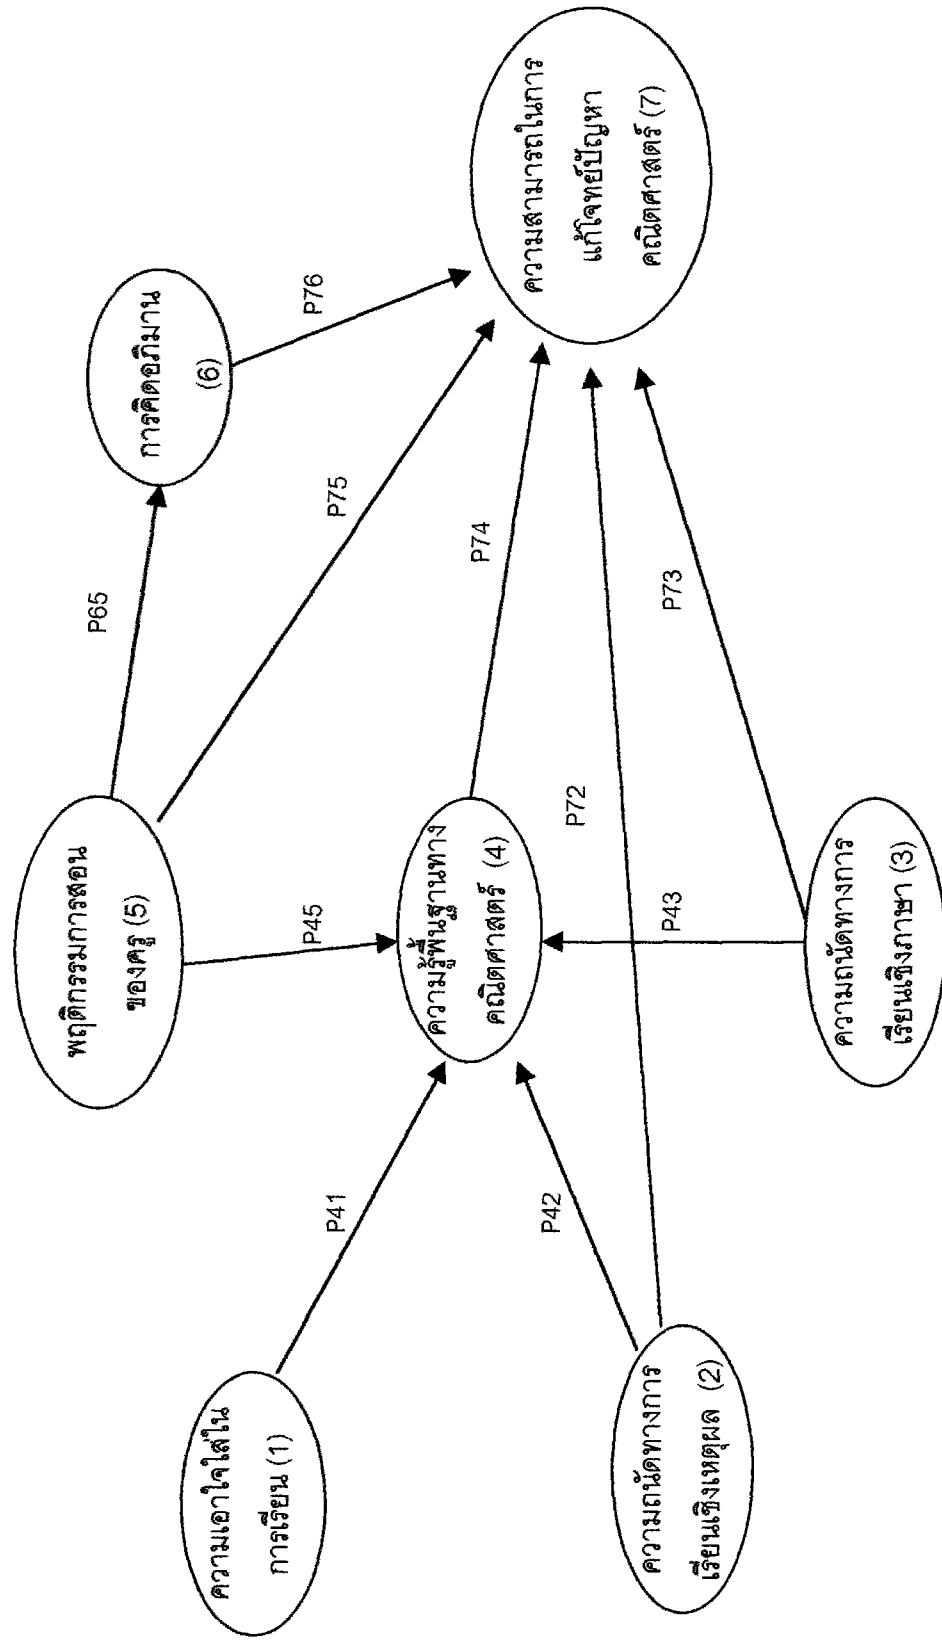 พฤติกรรมการสอน
ของครู (5)
P65
การคิดอภิมาน
(6)
P76
P75
P45
ความเอาใจใส่ใน
การเรียน (1)
P41
ความรู้พื้นฐานทาง
คณิตศาสตร์ (4)
P74
ความสามารถในการ
แก้โจทย์ปัญหา
คณิตศาสตร์ (7)
P42
P43
P72
P73
ความถนัดทางการ
เรียนเชิงเหตุผล (2)
ความถนัดทางการ
เรียนเชิงภาษา (3)